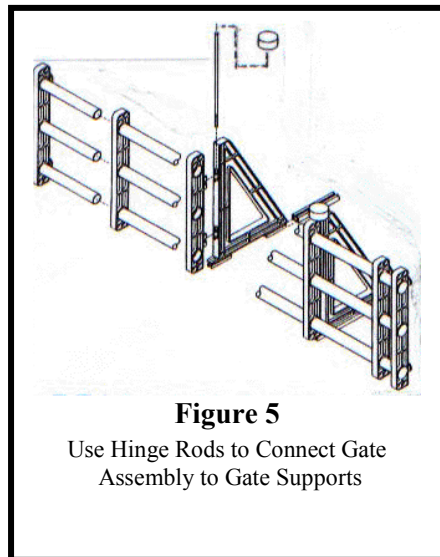 Figure 5
Use Hinge Rods to Connect Gate
Assembly to Gate Supports